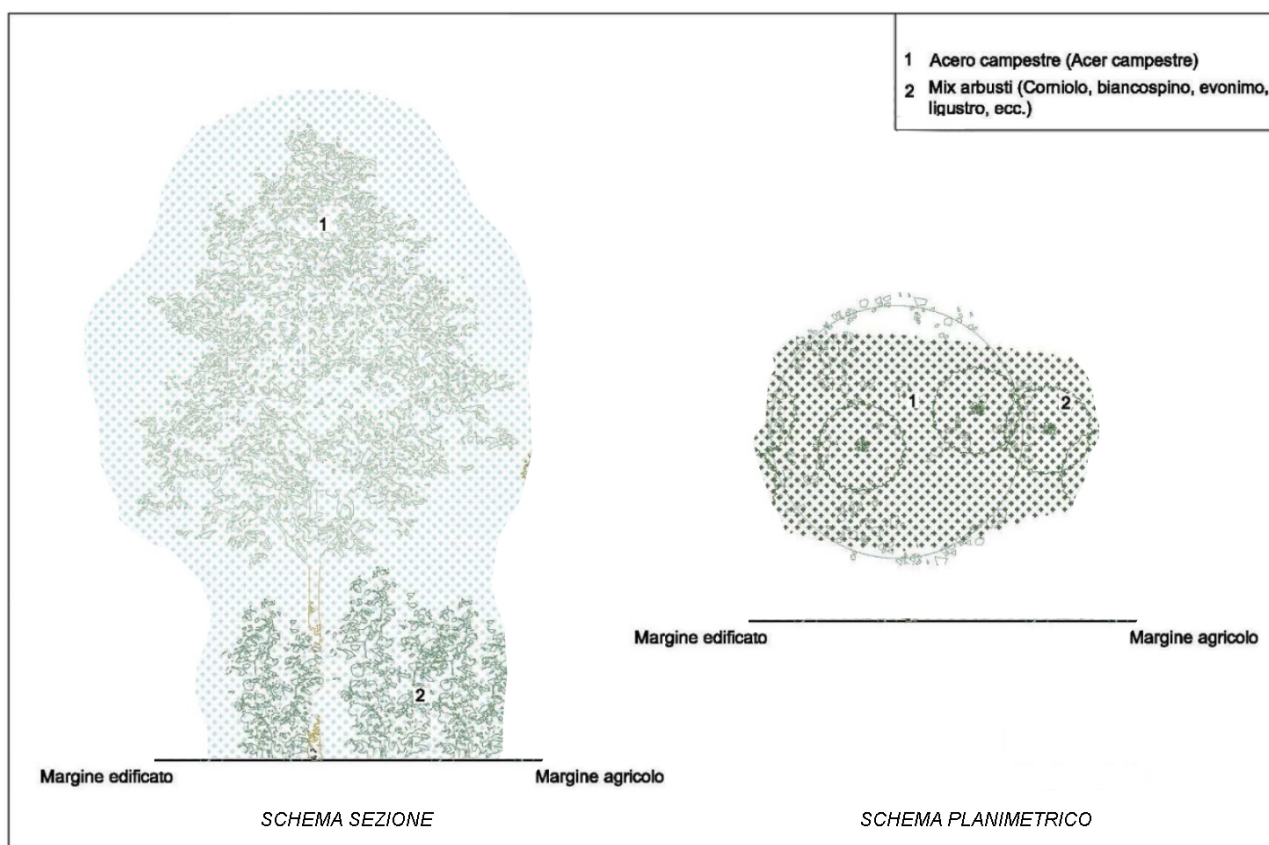 1 Acero campestre (Acer campestre)
2 Mix arbusti (Corniolo, biancospino, evonimo,
ligustro, ecc.)
1
2
Margine edificato
Margine agricolo
SCHEMA SEZIONE
1
2
Margine edificato
Margine agricolo
SCHEMA PLANIMETRICO